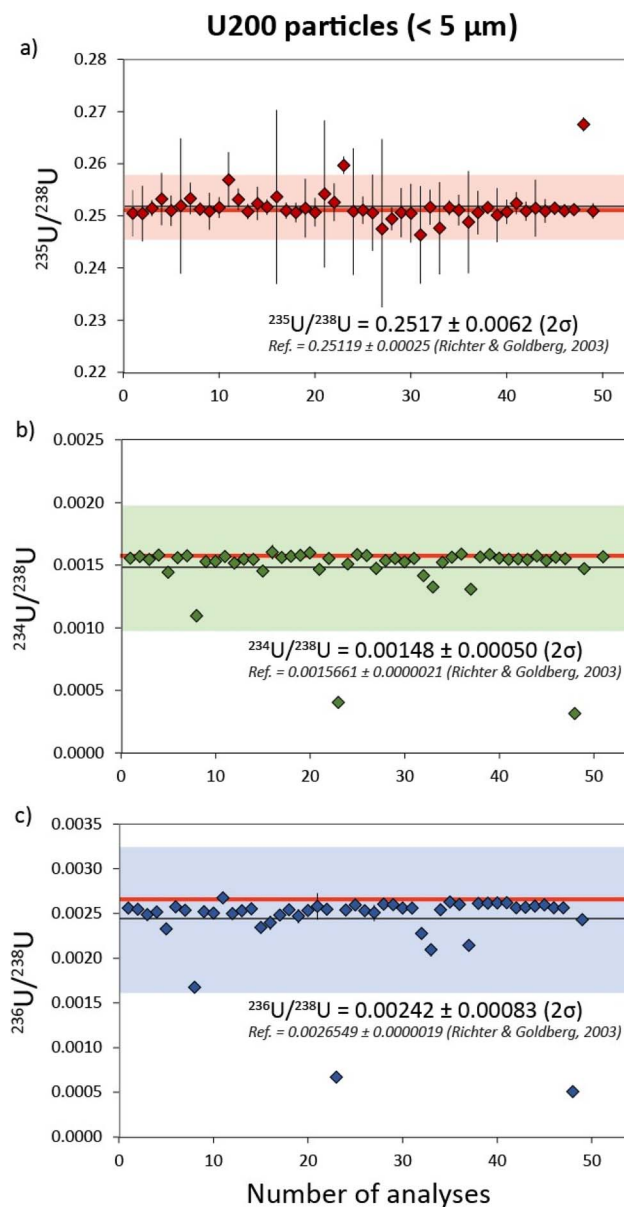 U200 particles (< 5 µm)
a)
0.28
0.27
0.26
0.25
0.24
0.23
0.22
²³⁵U/²³⁸U
²³⁵U/²³⁸U = 0.2517 ± 0.0062 (2σ)
Ref. = 0.25119 ± 0.00025 (Richter & Goldberg, 2003)
0 10 20 30 40 50
b)
0.0025
0.0020
0.0015
0.0010
0.0005
0.0000
²³⁴U/²³⁸U
²³⁴U/²³⁸U = 0.00148 ± 0.00050 (2σ)
Ref. = 0.0015661 ± 0.0000021 (Richter & Goldberg, 2003)
0 10 20 30 40 50
c)
0.0035
0.0030
0.0025
0.0020
0.0015
0.0010
0.0005
0.0000
²³⁶U/²³⁸U
²³⁶U/²³⁸U = 0.00242 ± 0.00083 (2σ)
Ref. = 0.0026549 ± 0.0000019 (Richter & Goldberg, 2003)
0 10 20 30 40 50
Number of analyses